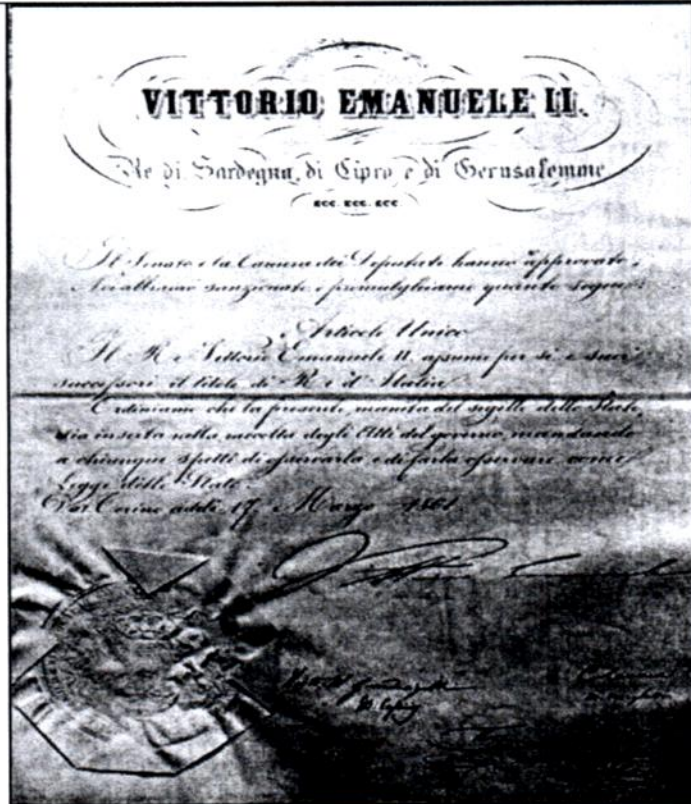 VITTORIO EMANUELE II.
Re di Sardegna, di Cipro e di Gerusalemme
ECC. ECC. ECC
Il Senato e la Camera dei Deputati hanno approvato,
Noi abbiamo sanzionato e promulghiamo quanto segue:
Articolo Unico
Il Re Vittorio Emanuele II assume per sé e suoi
successori il titolo di Re d'Italia
Ordiniamo che la presente, munita del sigillo dello Stato,
sia inserta nella raccolta degli Atti del governo, mandando
a chiunque spetti di osservarla e di farla osservare come
Legge dello Stato.
Da Torino addì 17 Marzo 1861